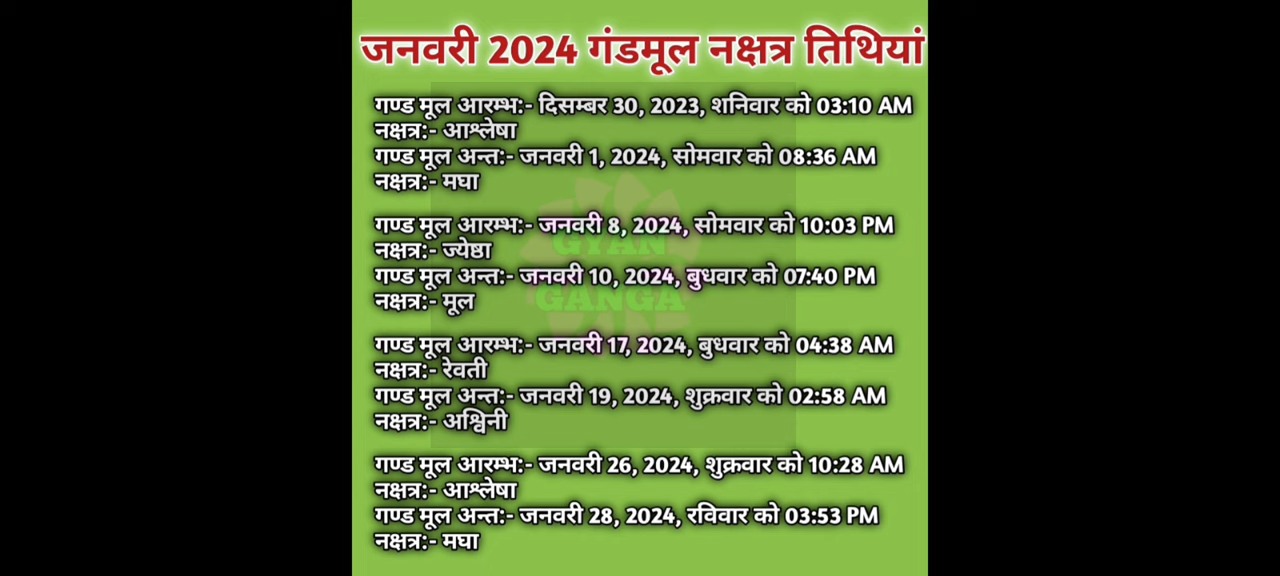 जनवरी 2024 गंडमूल नक्षत्र तिथियां
गण्ड मूल आरम्भ:- दिसम्बर 30, 2023, शनिवार को 03:10 AM
नक्षत्र:- आश्लेषा
गण्ड मूल अन्त:- जनवरी 1, 2024, सोमवार को 08:36 AM
नक्षत्र:- मघा
गण्ड मूल आरम्भ:- जनवरी 8, 2024, सोमवार को 10:03 PM
नक्षत्र:- ज्येष्ठा
गण्ड मूल अन्त:- जनवरी 10, 2024, बुधवार को 07:40 PM
नक्षत्र:- मूल
गण्ड मूल आरम्भ:- जनवरी 17, 2024, बुधवार को 04:38 AM
नक्षत्र:- रेवती
गण्ड मूल अन्त:- जनवरी 19, 2024, शुक्रवार को 02:58 AM
नक्षत्र:- अश्विनी
गण्ड मूल आरम्भ:- जनवरी 26, 2024, शुक्रवार को 10:28 AM
नक्षत्र:- आश्लेषा
गण्ड मूल अन्त:- जनवरी 28, 2024, रविवार को 03:53 PM
नक्षत्र:- मघा
GYAN
GANGA